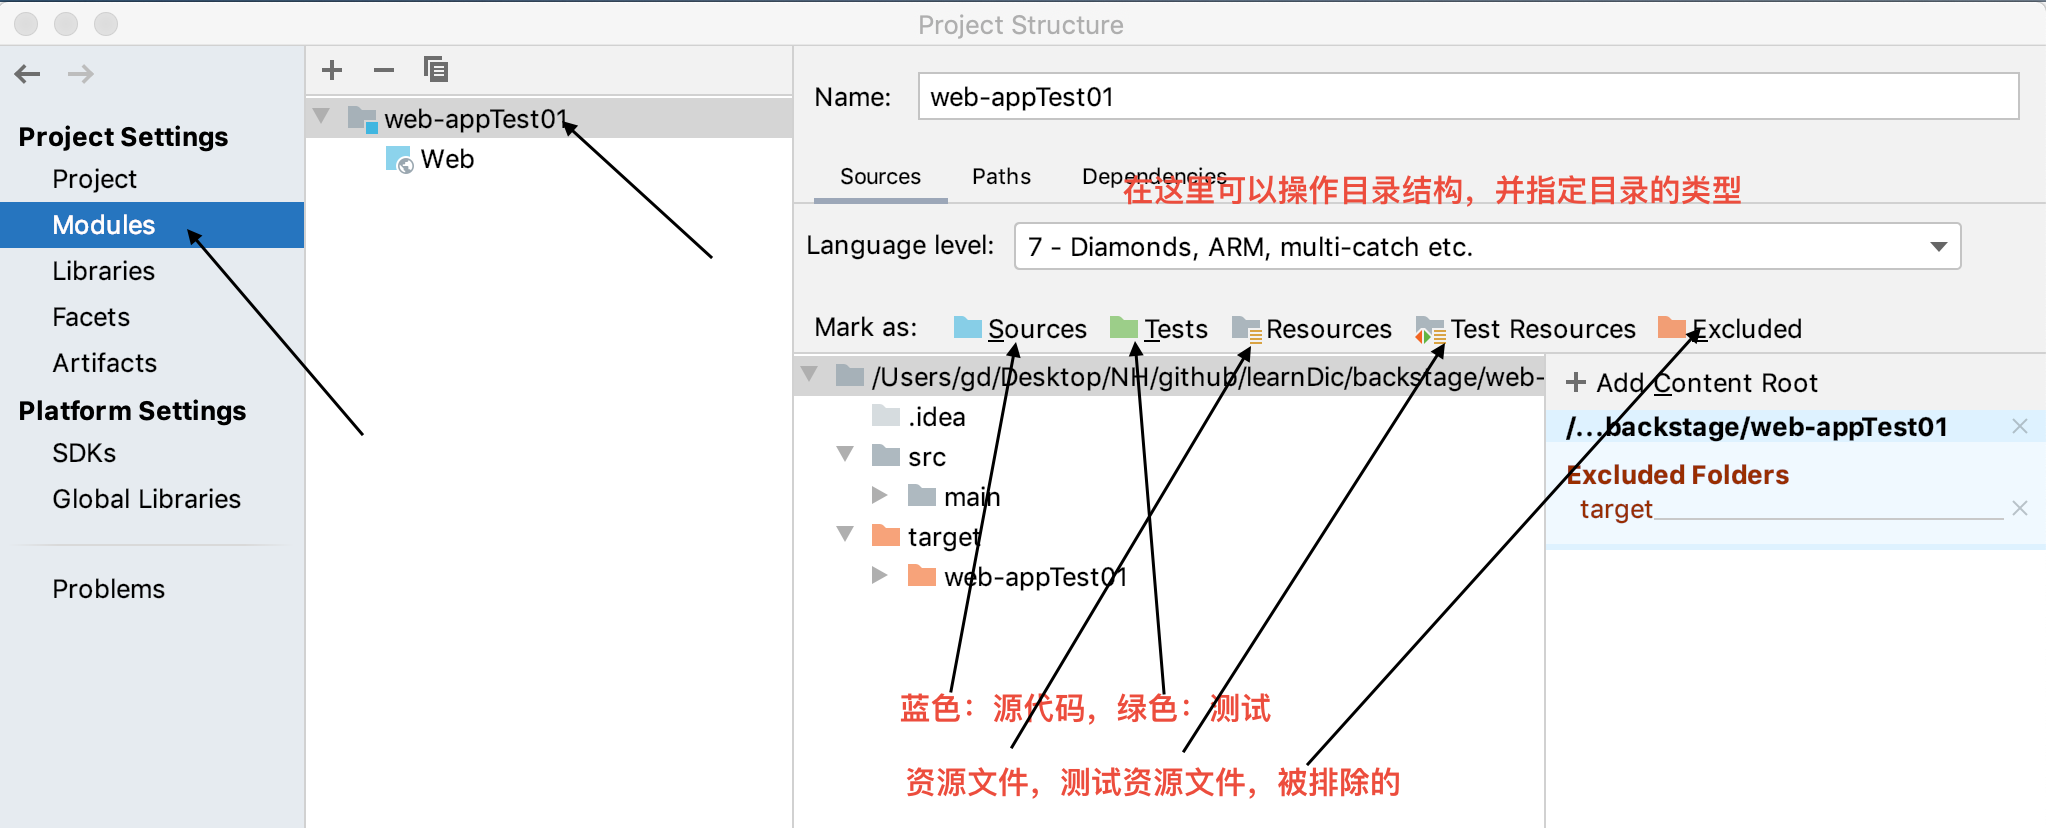 Project Structure
Project Settings
Project
Modules
Libraries
Facets
Artifacts
Platform Settings
SDKs
Global Libraries
Problems
web-appTest01
Web
Name: web-appTest01
Sources Paths Dependencies
在这里可以操作目录结构，并指定目录的类型
Language level: 7 - Diamonds, ARM, multi-catch etc.
Mark as: Sources Tests Resources Test Resources Excluded
/Users/gd/Desktop/NH/github/learnDic/backstage/web-
.idea
src
main
target
web-appTest01
Add Content Root
/...backstage/web-appTest01
Excluded Folders
target
蓝色：源代码，绿色：测试
资源文件，测试资源文件，被排除的